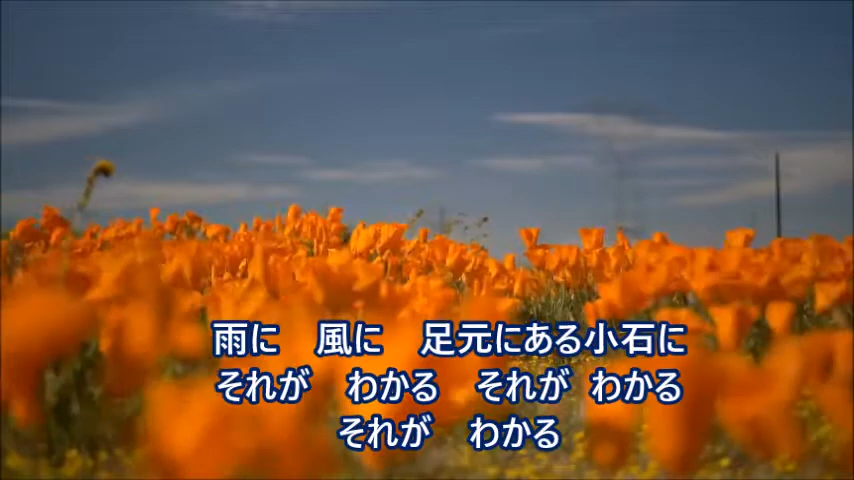 雨に　風に　足元にある小石に
それが　わかる　それが　わかる
それが　わかる